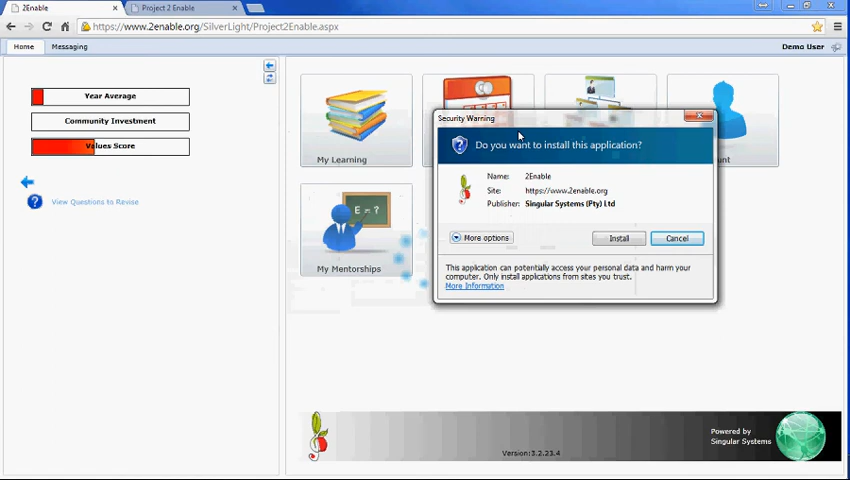 2Enable
Project 2 Enable
https://www.2enable.org/SilverLight/Project2Enable.aspx
Home
Messaging
Demo User
Year Average
Community Investment
Values Score
View Questions to Revise
My Learning
My Mentorships
E = ?
Security Warning
Do you want to install this application?
Name: 2Enable
Site: https://www.2enable.org
Publisher: Singular Systems (Pty) Ltd
More options
Install
Cancel
This application can potentially access your personal data and harm your
computer. Only install applications from sites you trust.
More Information
Version:3.2.23.4
Powered by
Singular Systems